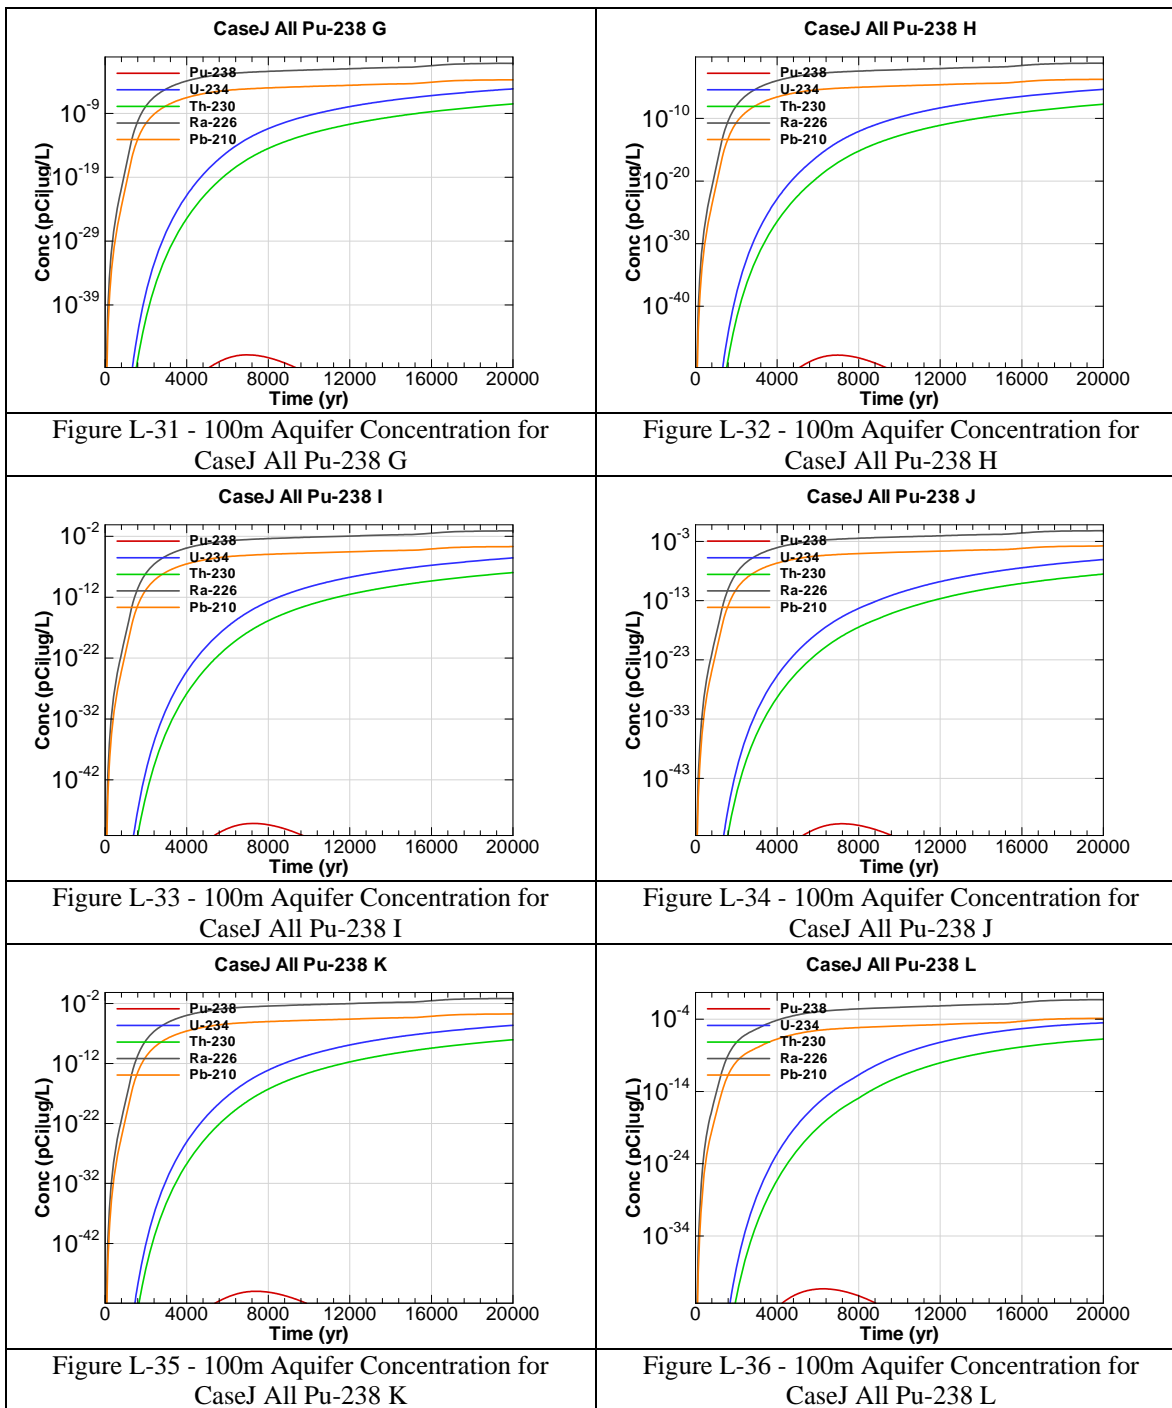 CaseJ All Pu-238 G
Pu-238
U-234
Th-230
Ra-226
Pb-210
10^-9
10^-19
10^-29
10^-39
Conc (pCi|ug/L)
0 4000 8000 12000 16000 20000
Time (yr)
Figure L-31 - 100m Aquifer Concentration for
CaseJ All Pu-238 G
CaseJ All Pu-238 H
Pu-238
U-234
Th-230
Ra-226
Pb-210
10^-10
10^-20
10^-30
10^-40
Conc (pCi|ug/L)
0 4000 8000 12000 16000 20000
Time (yr)
Figure L-32 - 100m Aquifer Concentration for
CaseJ All Pu-238 H
CaseJ All Pu-238 I
Pu-238
U-234
Th-230
Ra-226
Pb-210
10^-2
10^-12
10^-22
10^-32
10^-42
Conc (pCi|ug/L)
0 4000 8000 12000 16000 20000
Time (yr)
Figure L-33 - 100m Aquifer Concentration for
CaseJ All Pu-238 I
CaseJ All Pu-238 J
Pu-238
U-234
Th-230
Ra-226
Pb-210
10^-3
10^-13
10^-23
10^-33
10^-43
Conc (pCi|ug/L)
0 4000 8000 12000 16000 20000
Time (yr)
Figure L-34 - 100m Aquifer Concentration for
CaseJ All Pu-238 J
CaseJ All Pu-238 K
Pu-238
U-234
Th-230
Ra-226
Pb-210
10^-2
10^-12
10^-22
10^-32
10^-42
Conc (pCi|ug/L)
0 4000 8000 12000 16000 20000
Time (yr)
Figure L-35 - 100m Aquifer Concentration for
CaseJ All Pu-238 K
CaseJ All Pu-238 L
Pu-238
U-234
Th-230
Ra-226
Pb-210
10^-4
10^-14
10^-24
10^-34
Conc (pCi|ug/L)
0 4000 8000 12000 16000 20000
Time (yr)
Figure L-36 - 100m Aquifer Concentration for
CaseJ All Pu-238 L